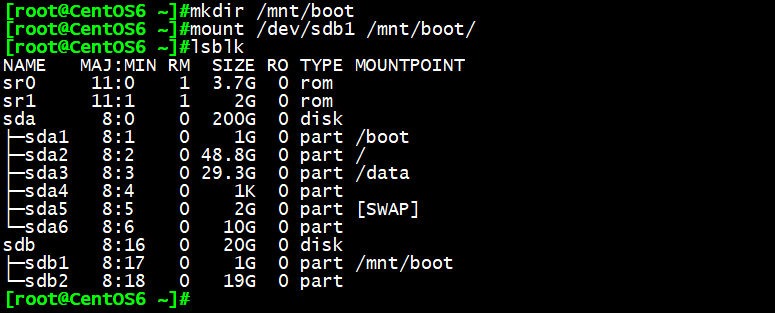 [root@CentOS6 ~]#mkdir /mnt/boot
[root@CentOS6 ~]#mount /dev/sdb1 /mnt/boot/
[root@CentOS6 ~]#lsblk
NAME   MAJ:MIN RM  SIZE RO TYPE MOUNTPOINT
sr0     11:0    1  3.7G  0 rom
sr1     11:1    1    2G  0 rom
sda      8:0    0  200G  0 disk
├─sda1   8:1    0    1G  0 part /boot
├─sda2   8:2    0 48.8G  0 part /
├─sda3   8:3    0 29.3G  0 part /data
├─sda4   8:4    0    1K  0 part
├─sda5   8:5    0    2G  0 part [SWAP]
└─sda6   8:6    0   10G  0 part
sdb      8:16   0   20G  0 disk
├─sdb1   8:17   0    1G  0 part /mnt/boot
└─sdb2   8:18   0   19G  0 part
[root@CentOS6 ~]#